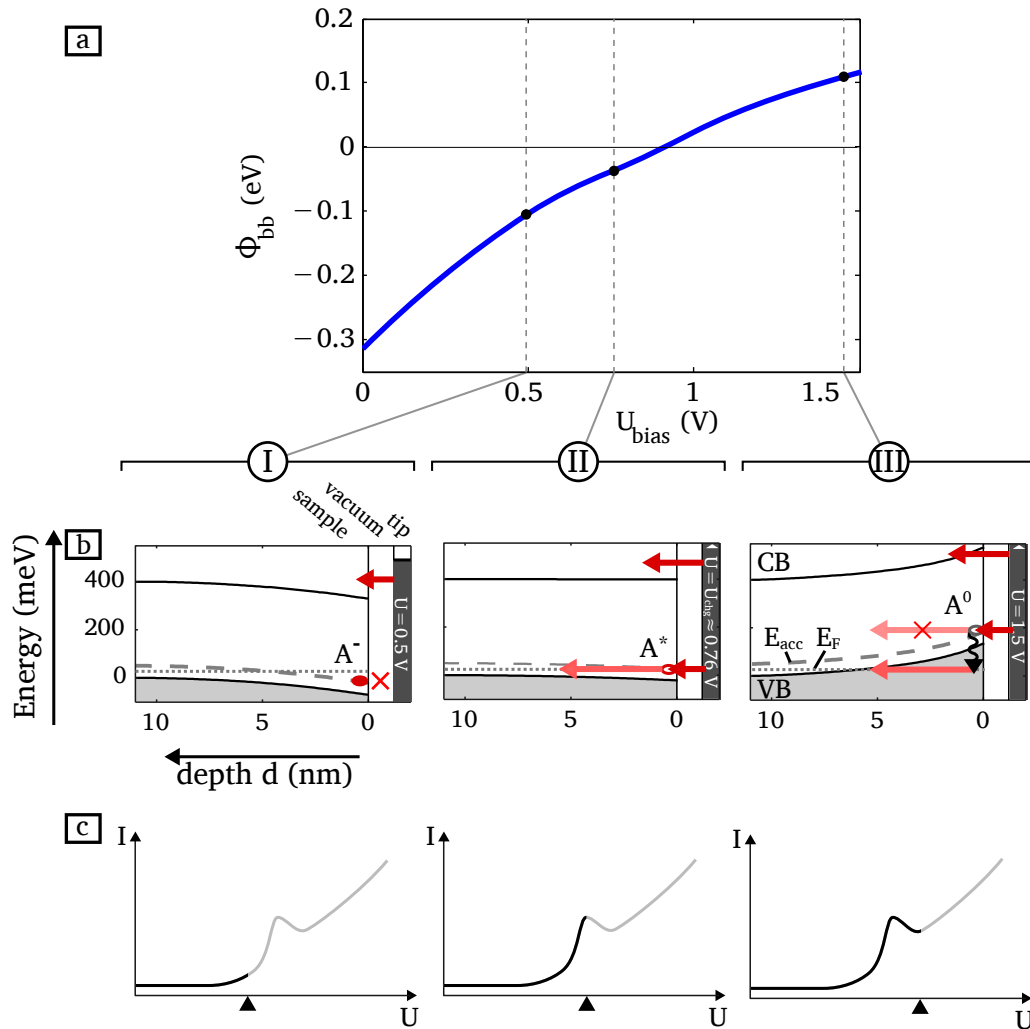 a
0.2
0.1
0
−0.1
−0.2
−0.3
Φbb (eV)
0 0.5 1 1.5
Ubias (V)
I II III
sample vacuum tip
b
Energy (meV)
400
200
0
A-
U = 0.5 V
10 5 0
depth d (nm)
A*
U = Uchg ≈ 0.76 V
10 5 0
CB
A0
Eacc EF
VB
U = 1.5 V
10 5 0
c
I U
I U
I U